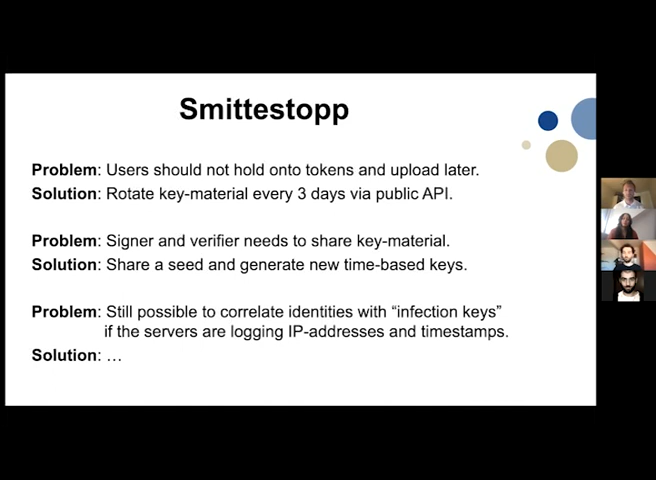 Smittestopp
Problem: Users should not hold onto tokens and upload later.
Solution: Rotate key-material every 3 days via public API.
Problem: Signer and verifier needs to share key-material.
Solution: Share a seed and generate new time-based keys.
Problem: Still possible to correlate identities with “infection keys”
if the servers are logging IP-addresses and timestamps.
Solution: …